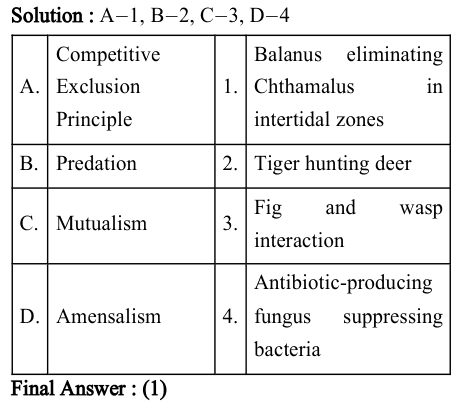 Solution : A–1, B–2, C–3, D–4
A. Competitive Exclusion Principle 1. Balanus eliminating Chthamalus in intertidal zones
B. Predation 2. Tiger hunting deer
C. Mutualism 3. Fig and wasp interaction
D. Amensalism 4. Antibiotic-producing fungus suppressing bacteria
Final Answer : (1)